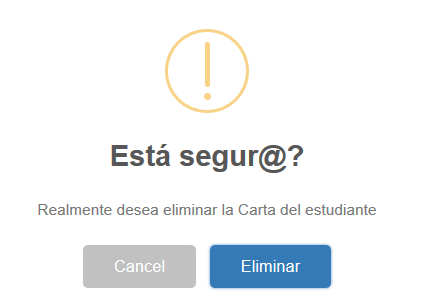 Está segur@?
Realmente desea eliminar la Carta del estudiante
Cancel Eliminar